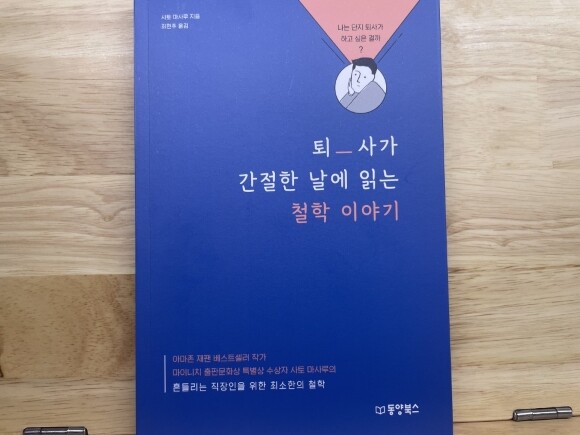 사토 마사루 지음
최현주 옮김
나는 단지 퇴사가
하고 싶은 걸까
?
퇴—사가
간절한 날에 읽는
철학 이야기
아마존 재팬 베스트셀러 작가
마이니치 출판문화상 특별상 수상자 사토 마사루의
흔들리는 직장인을 위한 최소한의 철학
동양북스